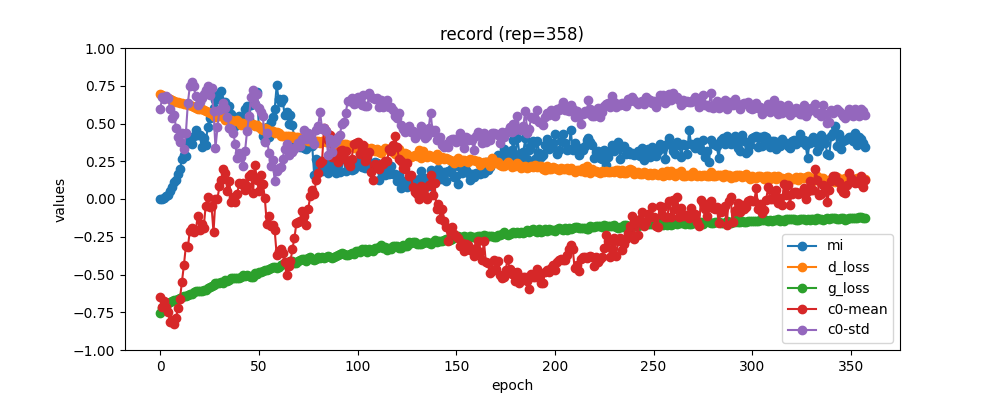 record (rep=358)
1.00
0.75
0.50
0.25
0.00
−0.25
−0.50
−0.75
−1.00
values
0 50 100 150 200 250 300 350
epoch
mi
d_loss
g_loss
c0-mean
c0-std